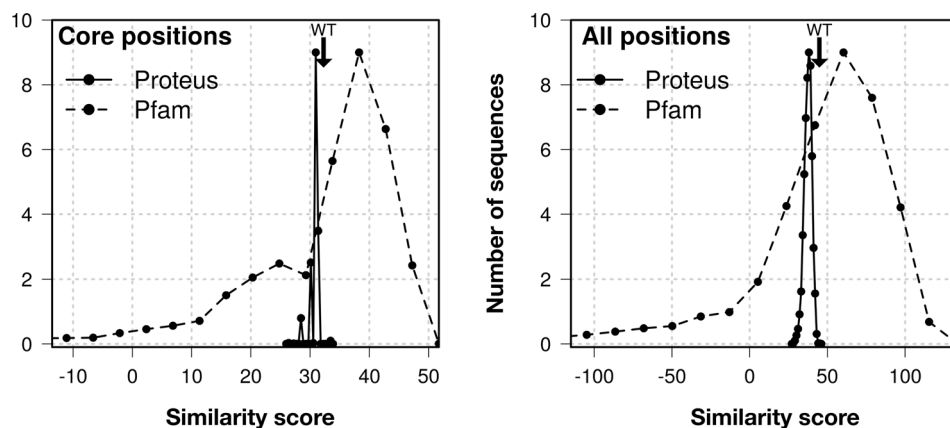 Core positions
WT
Proteus
Pfam
10
8
6
4
2
0
-10 0 10 20 30 40 50
Similarity score
All positions
WT
Proteus
Pfam
Number of sequences
10
8
6
4
2
0
-100 -50 0 50 100
Similarity score